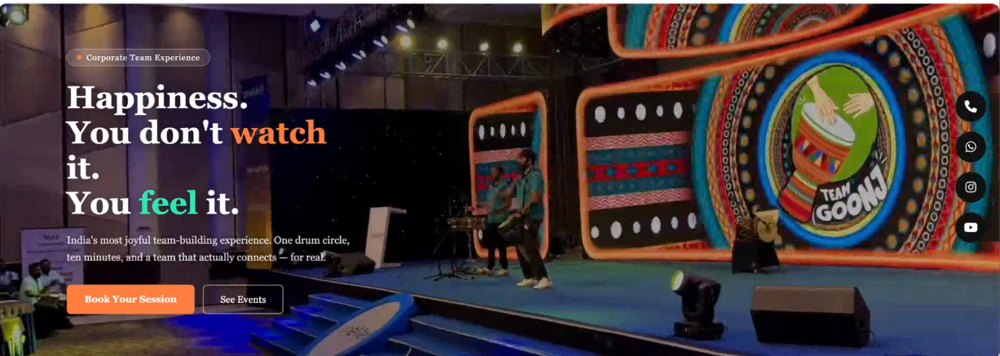 Corporate Team Experience
Happiness.
You don't watch
it.
You feel it.
India's most joyful team-building experience. One drum circle,
ten minutes, and a team that actually connects — for real.
Book Your Session
See Events
TEAM
GOONJ